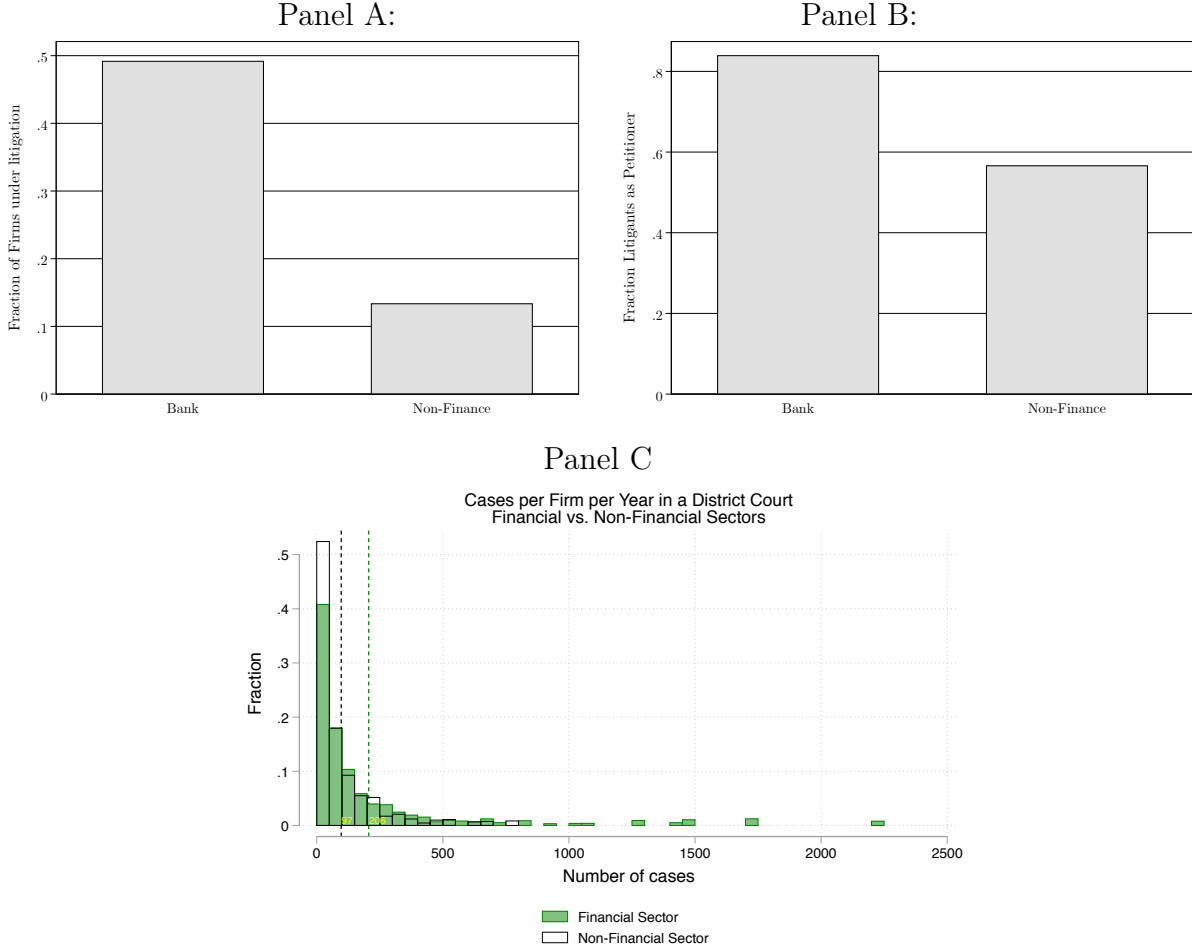 Panel A:
Panel B:
Fraction of Firms under litigation
.5
.4
.3
.2
.1
0
Bank
Non-Finance
Fraction Litigants as Petitioner
.8
.6
.4
.2
0
Bank
Non-Finance
Panel C
Cases per Firm per Year in a District Court
Financial vs. Non-Financial Sectors
Fraction
.5
.4
.3
.2
.1
0
97
0
500
1000
1500
2000
2500
Number of cases
Financial Sector
Non-Financial Sector